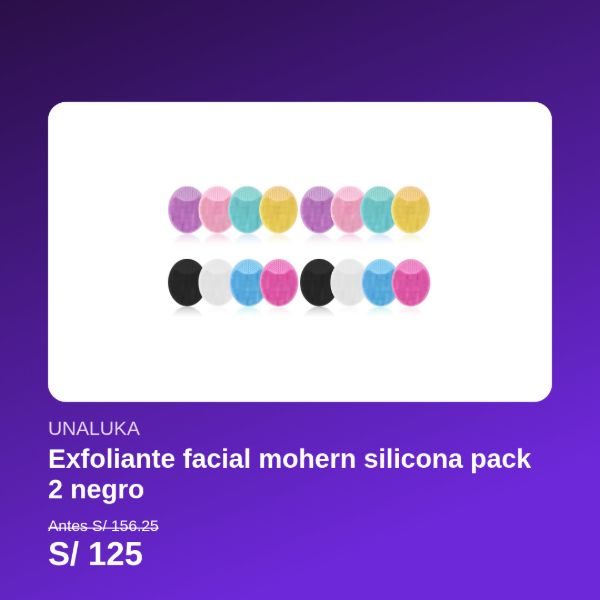 UNALUKA
Exfoliante facial mohern silicona pack
2 negro
Antes S/ 156.25
S/ 125